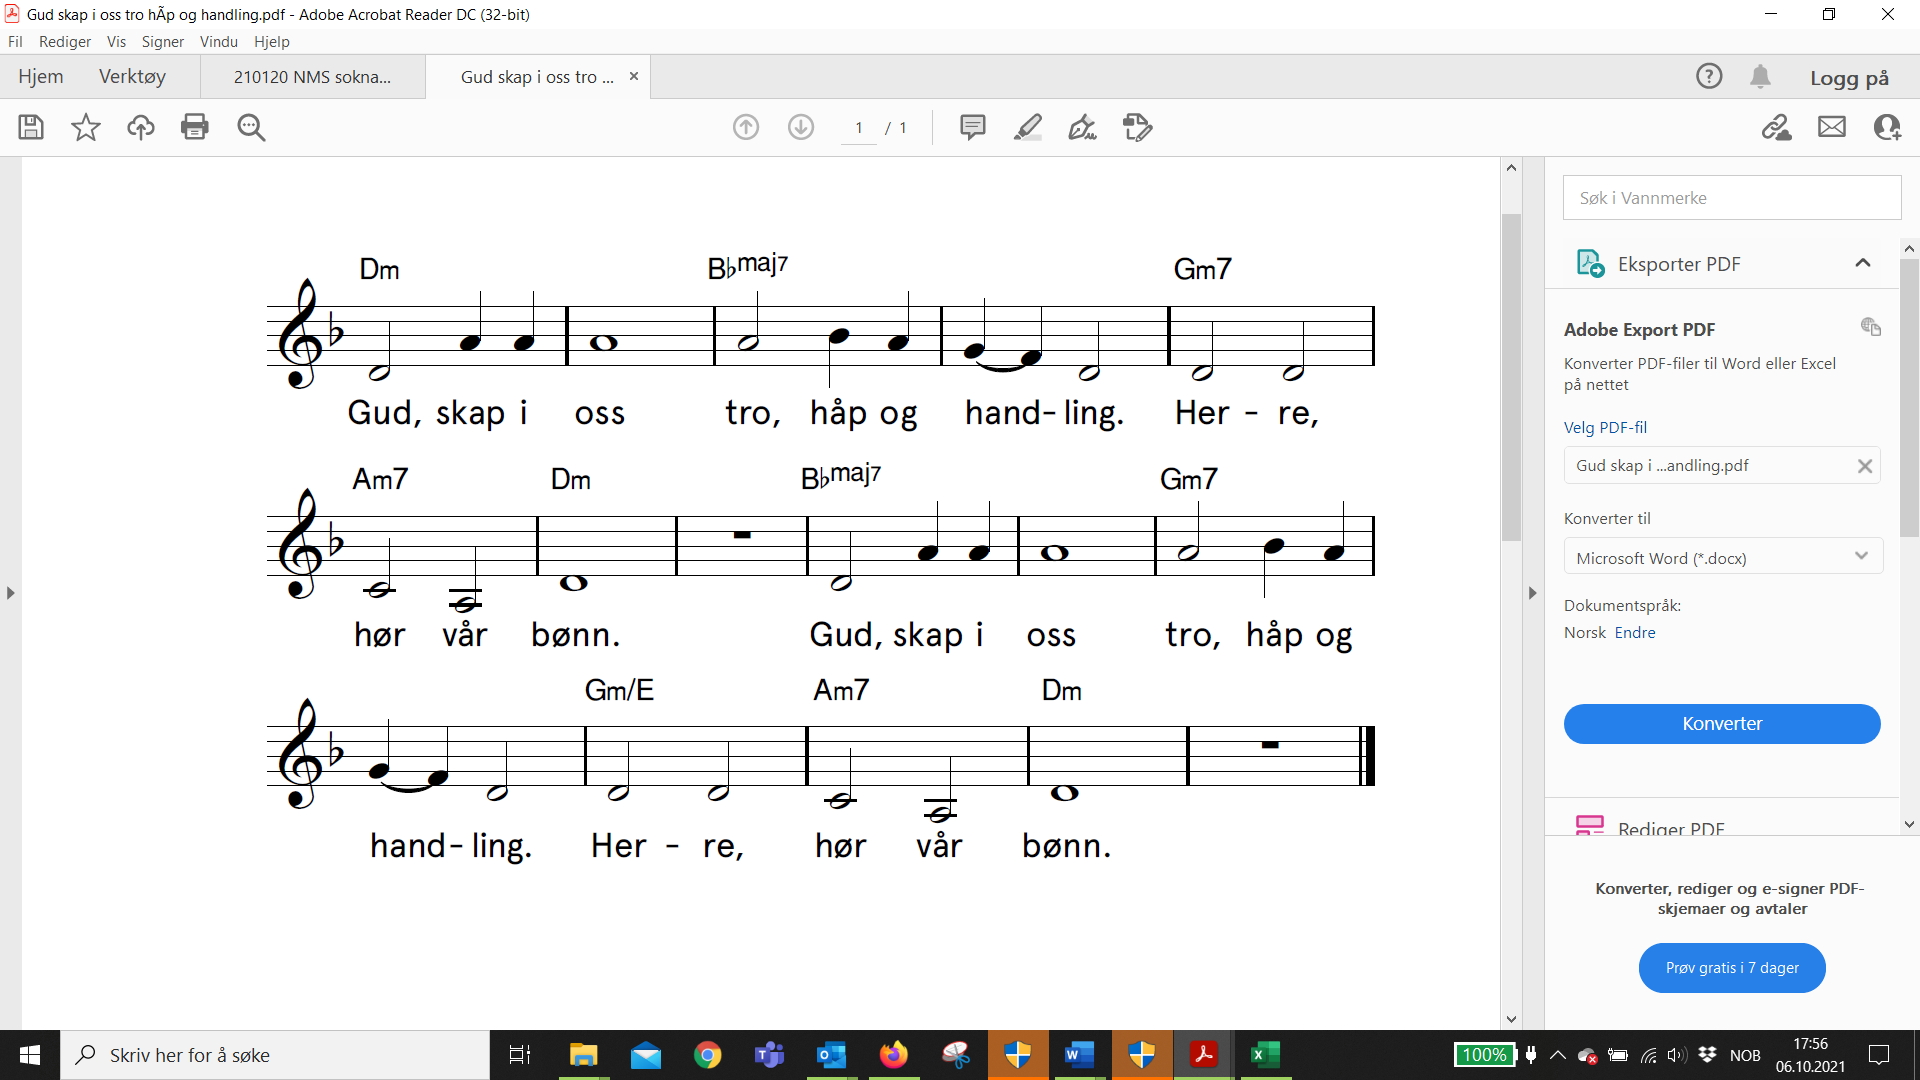 Gud skap i oss tro hÃp og handling.pdf - Adobe Acrobat Reader DC (32-bit)
Fil Rediger Vis Signer Vindu Hjelp
Hjem Verktøy 210120 NMS sokna... Gud skap i oss tro ... Logg på
1 / 1
Dm B♭maj7 Gm7
Gud, skap i oss tro, håp og hand- ling. Her - re,
Am7 Dm B♭maj7 Gm7
hør vår bønn. Gud, skap i oss tro, håp og
Gm/E Am7 Dm
hand- ling. Her - re, hør vår bønn.
Søk i Vannmerke
Eksporter PDF
Adobe Export PDF
Konverter PDF-filer til Word eller Excel
på nettet
Velg PDF-fil
Gud skap i ...andling.pdf
Konverter til
Microsoft Word (*.docx)
Dokumentspråk:
Norsk Endre
Konverter
Rediger PDF
Konverter, rediger og e-signer PDF-
skjemaer og avtaler
Prøv gratis i 7 dager
Skriv her for å søke
100% NOB
17:56
06.10.2021